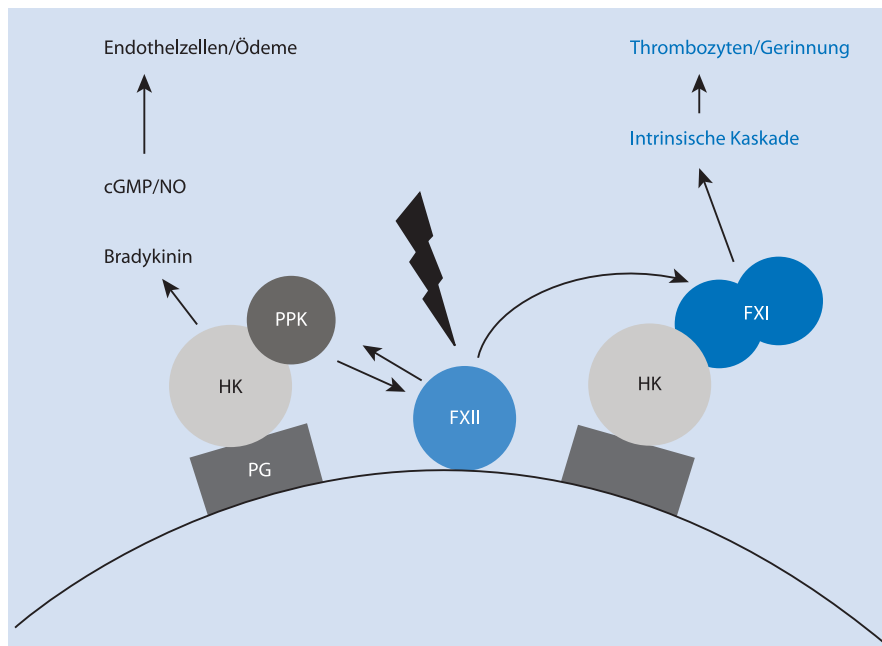 Endothelzellen/Ödeme
Thrombozyten/Gerinnung
Intrinsische Kaskade
cGMP/NO
Bradykinin
PPK
FXI
HK
HK
FXII
PG